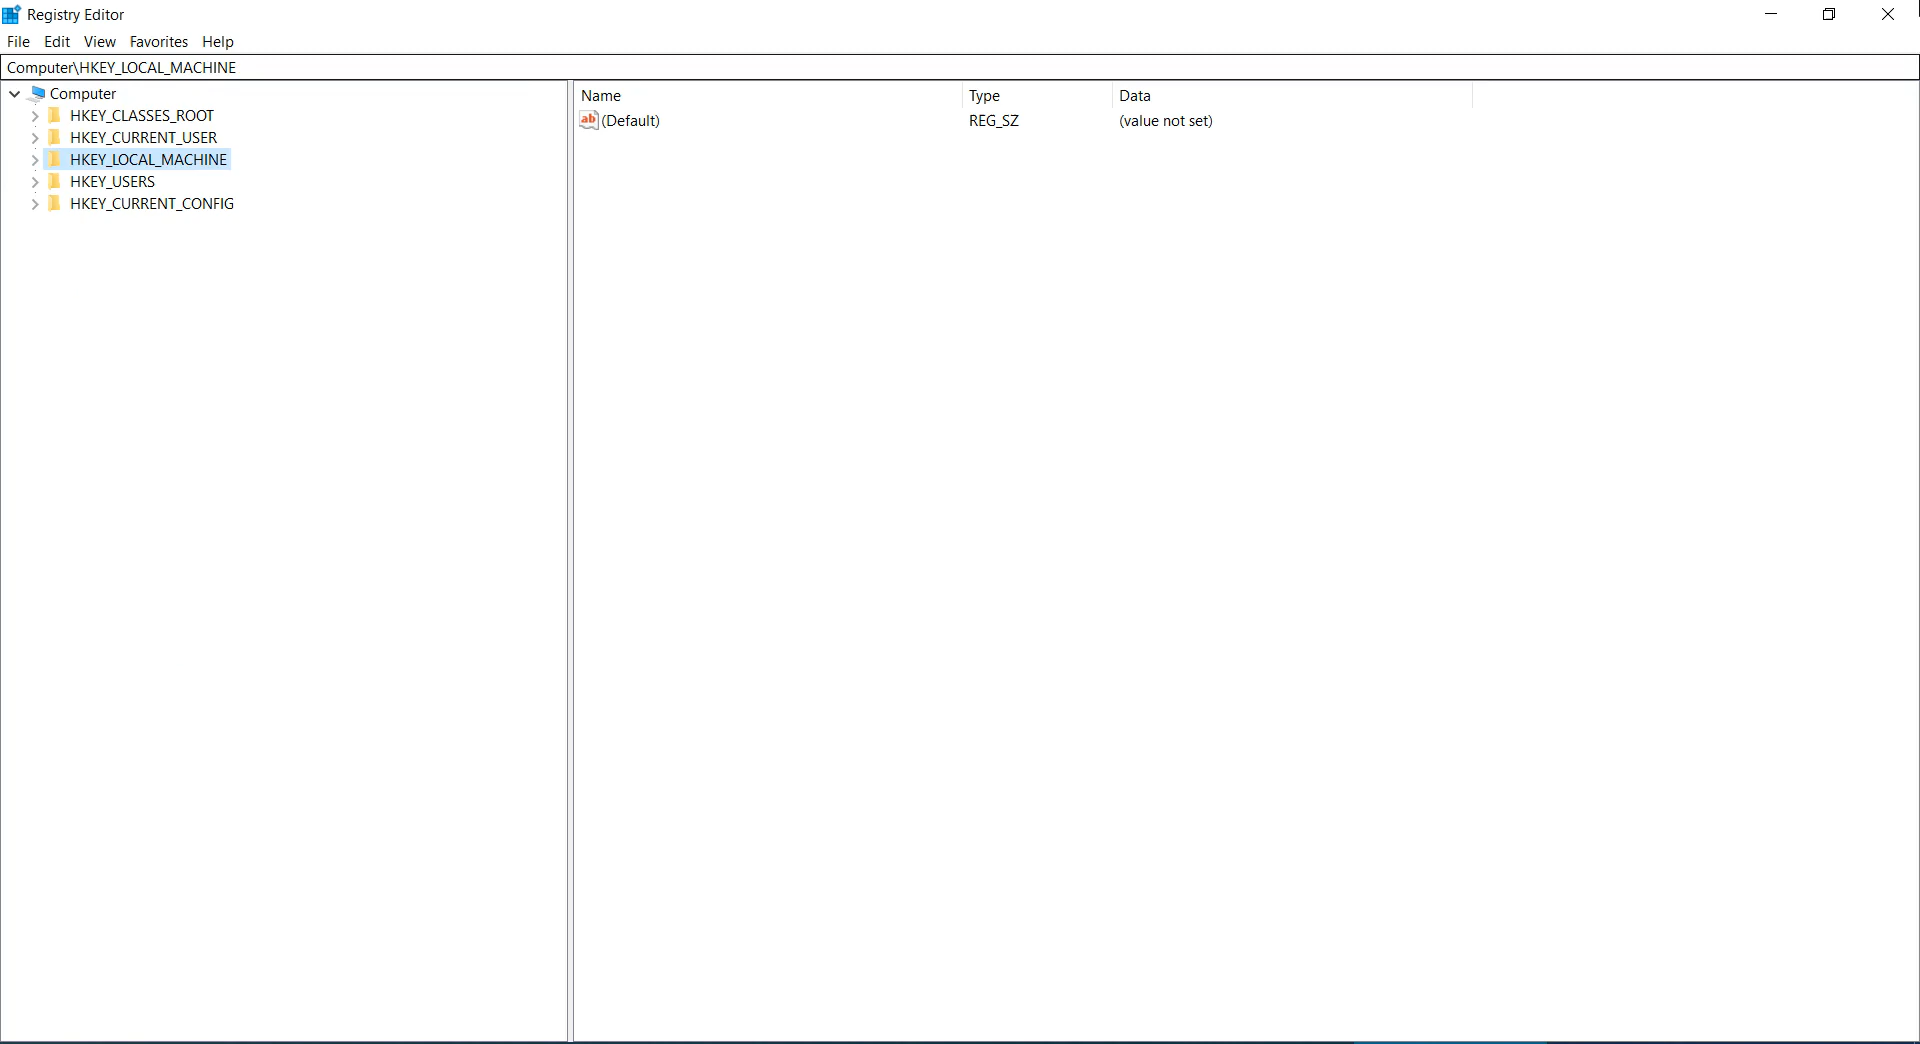 Registry Editor
File Edit View Favorites Help
Computer\HKEY_LOCAL_MACHINE
Computer
HKEY_CLASSES_ROOT
HKEY_CURRENT_USER
HKEY_LOCAL_MACHINE
HKEY_USERS
HKEY_CURRENT_CONFIG
Name Type Data
ab (Default) REG_SZ (value not set)